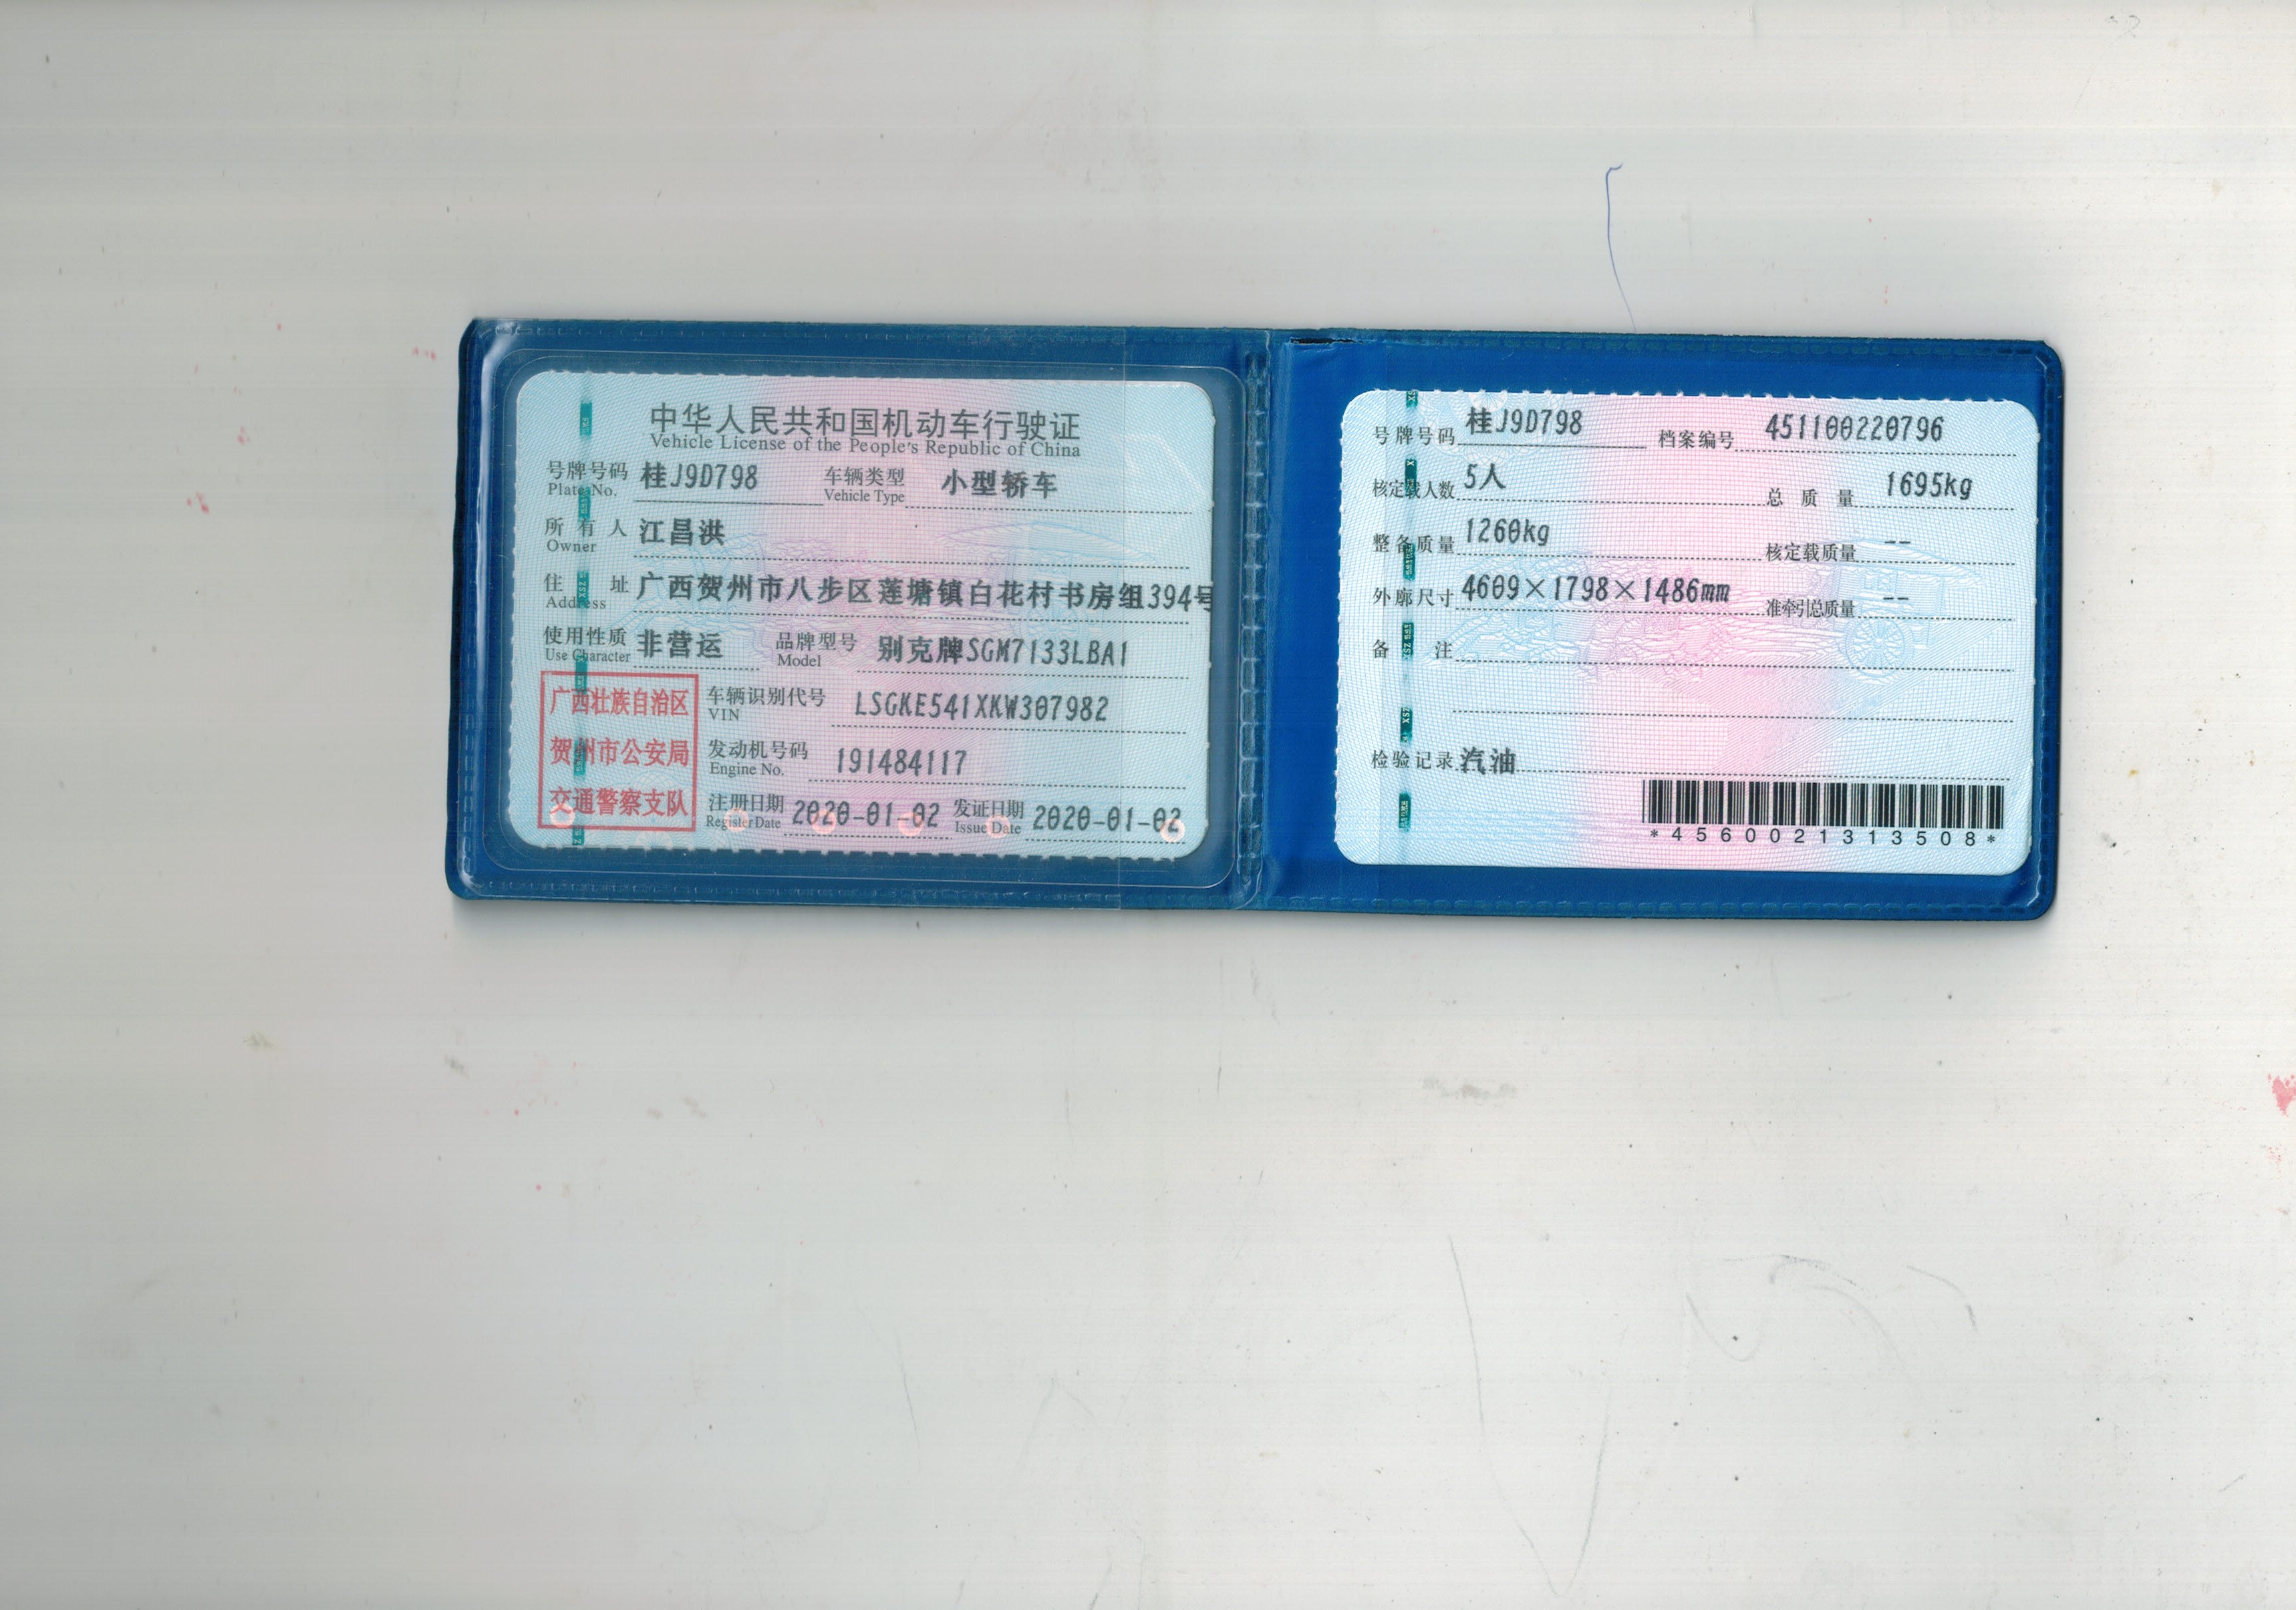 中华人民共和国机动车行驶证
Vehicle License of the People's Republic of China
号牌号码 桂J9D798 车辆类型 小型轿车
Plate No. Vehicle Type
所有人 江昌洪
Owner
住址 广西贺州市八步区莲塘镇白花村书房组394号
Address
使用性质 非营运 品牌型号 别克牌SGM7133LBA1
Use Character Model
广西壮族自治区
贺州市公安局
交通警察支队
车辆识别代号 LSGKE541XKW307982
VIN
发动机号码 191484117
Engine No.
注册日期 2020-01-02 发证日期 2020-01-02
Register Date Issue Date
号牌号码 桂J9D798 档案编号 451100220796
核定载人数 5人 总质量 1695kg
整备质量 1260kg 核定载质量 --
外廓尺寸 4609×1798×1486mm 准牵引总质量 --
备注
检验记录 汽油
*4560021313508*